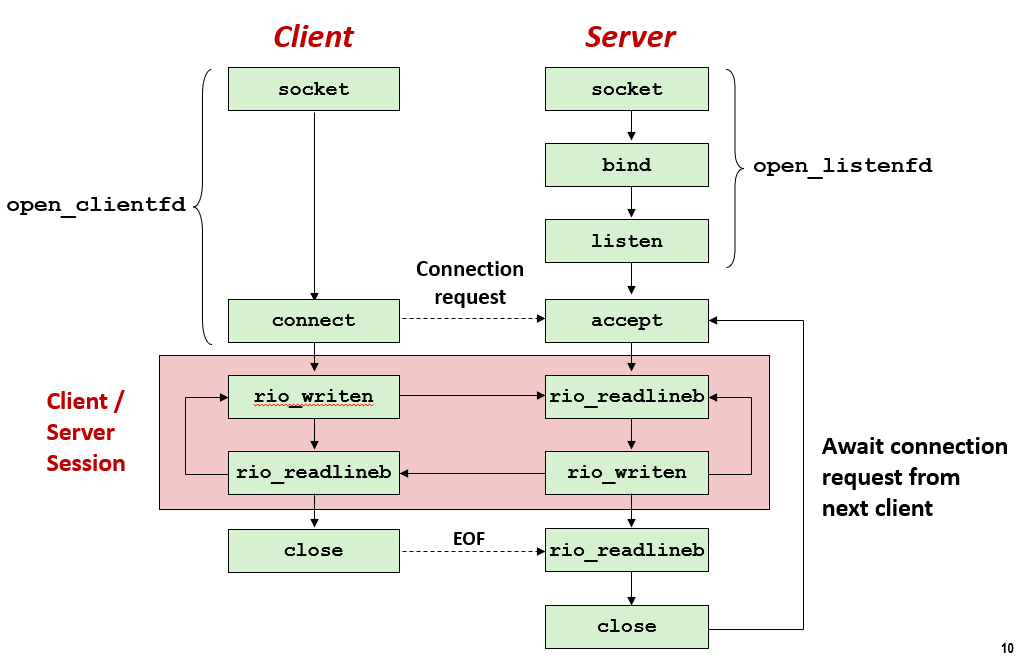 Client
Server
socket
socket
open_clientfd
bind
open_listenfd
listen
Connection
request
connect
accept
Client /
Server
Session
rio_writen
rio_readlineb
rio_readlineb
rio_writen
Await connection
request from
next client
close
EOF
rio_readlineb
close
10